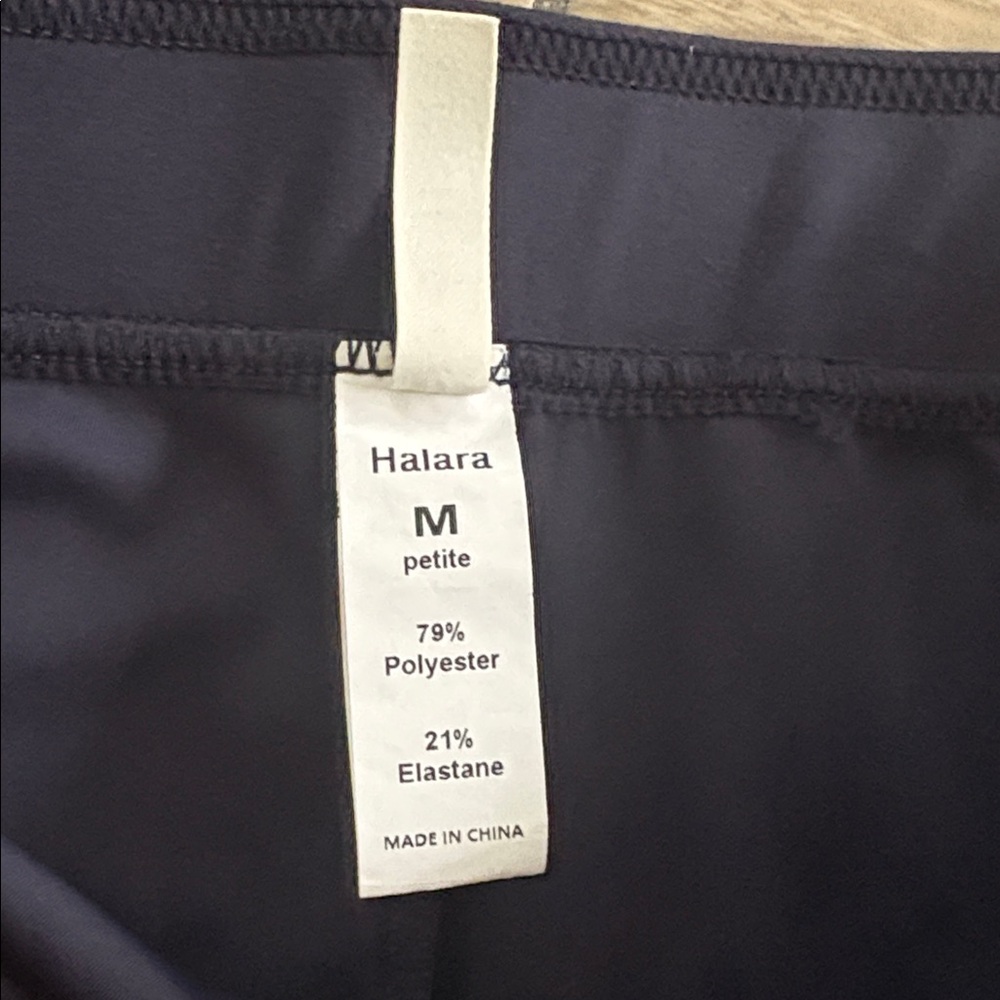 Halara
M
petite
79%
Polyester
21%
Elastane
MADE IN CHINA